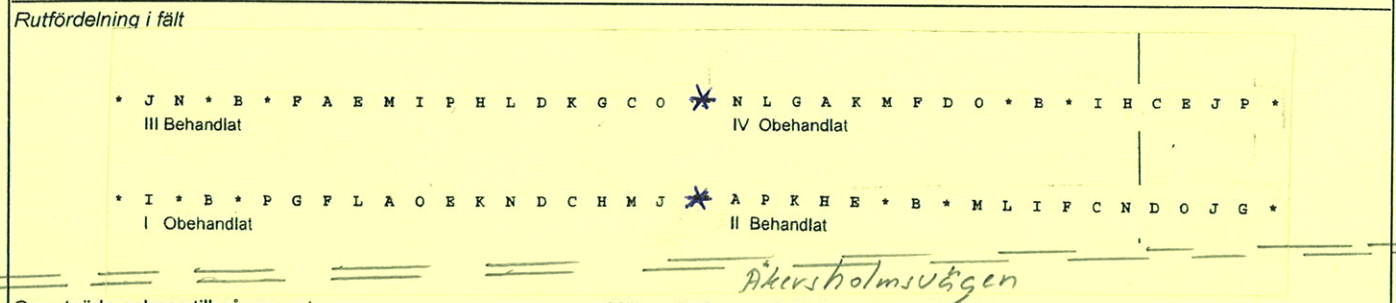 Rutfördelning i fält
* J N * B * F A E M I P H L D K G C O * N L G A K M F D O * B * I H C E J P *
III Behandlat IV Obehandlat
* I * B * P G F L A O E K N D C H M J * A P K H E * B * M L I F C N D O J G *
I Obehandlat II Behandlat
Åkersholmsvägen